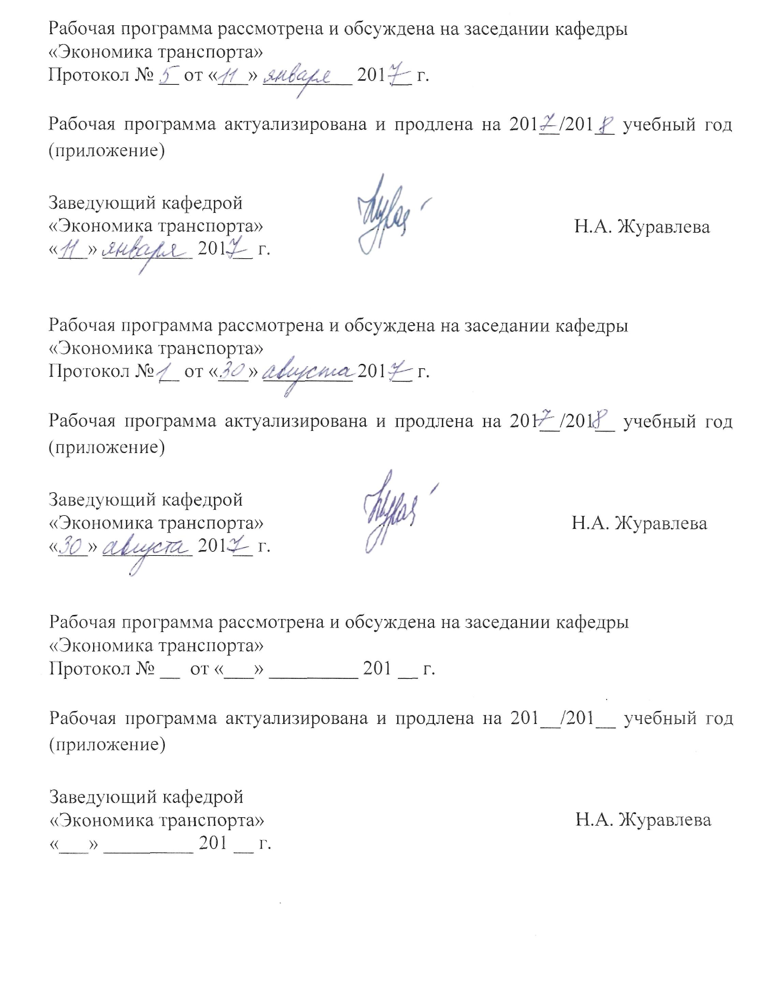 Рабочая программа рассмотрена и обсуждена на заседании кафедры
«Экономика транспорта»
Протокол № 5 от «11» января 2017 г.
Рабочая программа актуализирована и продлена на 2017/2018 учебный год
(приложение)
Заведующий кафедрой
«Экономика транспорта» Н.А. Журавлева
«11» января 2017 г.
Рабочая программа рассмотрена и обсуждена на заседании кафедры
«Экономика транспорта»
Протокол № 1 от «30» августа 2017 г.
Рабочая программа актуализирована и продлена на 2017/2018 учебный год
(приложение)
Заведующий кафедрой
«Экономика транспорта» Н.А. Журавлева
«30» августа 2017 г.
Рабочая программа рассмотрена и обсуждена на заседании кафедры
«Экономика транспорта»
Протокол № __ от «___» _________ 201 __ г.
Рабочая программа актуализирована и продлена на 201__/201__ учебный год
(приложение)
Заведующий кафедрой
«Экономика транспорта» Н.А. Журавлева
«___» _________ 201 __ г.